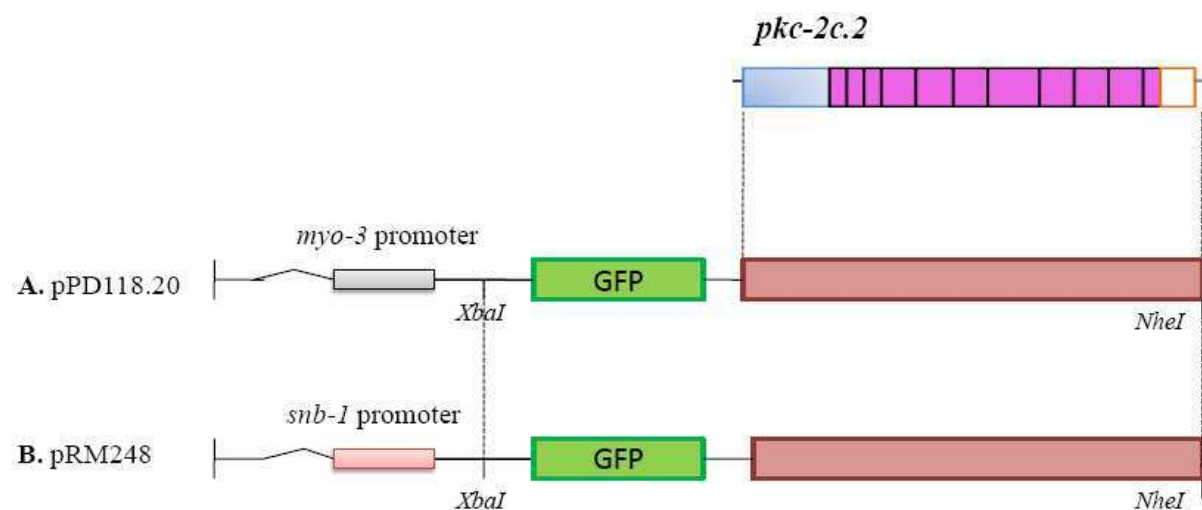 pkc-2c.2
myo-3 promoter
A. pPD118.20
GFP
XbaI
NheI
snb-1 promoter
B. pRM248
GFP
XbaI
NheI